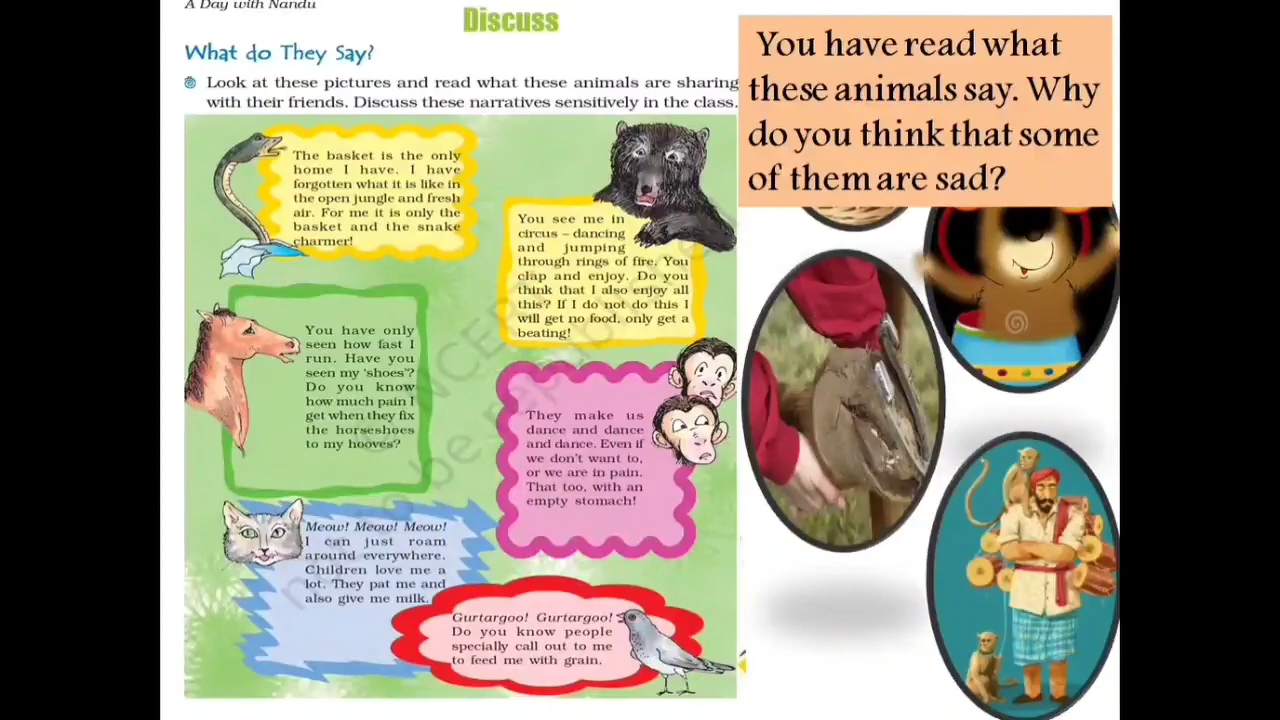 A Day with Nandu
Discuss
What do They Say?
Look at these pictures and read what these animals are sharing
with their friends. Discuss these narratives sensitively in the class.
The basket is the only
home I have. I have
forgotten what it is like in
the open jungle and fresh
air. For me it is only the
basket and the snake
charmer!
You see me in
circus – dancing
and jumping
through rings of fire. You
clap and enjoy. Do you
think that I also enjoy all
this? If I do not do this I
will get no food, only get a
beating!
You have only
seen how fast I
run. Have you
seen my ‘shoes’?
Do you know
how much pain I
get when they fix
the horseshoes
to my hooves?
They make us
dance and dance
and dance. Even if
we don’t want to,
or we are in pain.
That too, with an
empty stomach!
Meow! Meow! Meow!
I can just roam
around everywhere.
Children love me a
lot. They pat me and
also give me milk.
Gurtargoo! Gurtargoo!
Do you know people
specially call out to me
to feed me with grain.
You have read what
these animals say. Why
do you think that some
of them are sad?